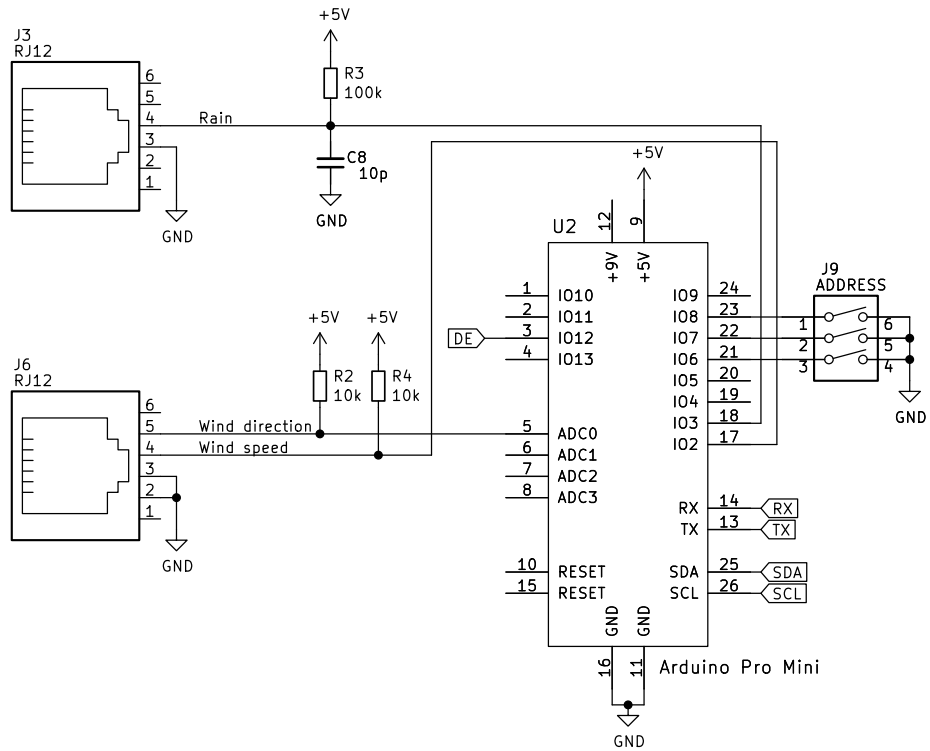 +5V
J3
RJ12
6
5
4
3
2
1
Rain
R3
100k
C8
10p
GND
GND
+5V
U2
12
9
+9V
+5V
1 IO10
2 IO11
DE 3 IO12
4 IO13
5 ADC0
6 ADC1
7 ADC2
8 ADC3
10 RESET
15 RESET
IO9 24
IO8 23
IO7 22
IO6 21
IO5 20
IO4 19
IO3 18
IO2 17
RX 14 RX
TX 13 TX
SDA 25 SDA
SCL 26 SCL
GND
GND
16
11
Arduino Pro Mini
GND
J9
ADDRESS
1 6
2 5
3 4
GND
+5V
+5V
R2
10k
R4
10k
J6
RJ12
6
5
4
3
2
1
Wind direction
Wind speed
GND